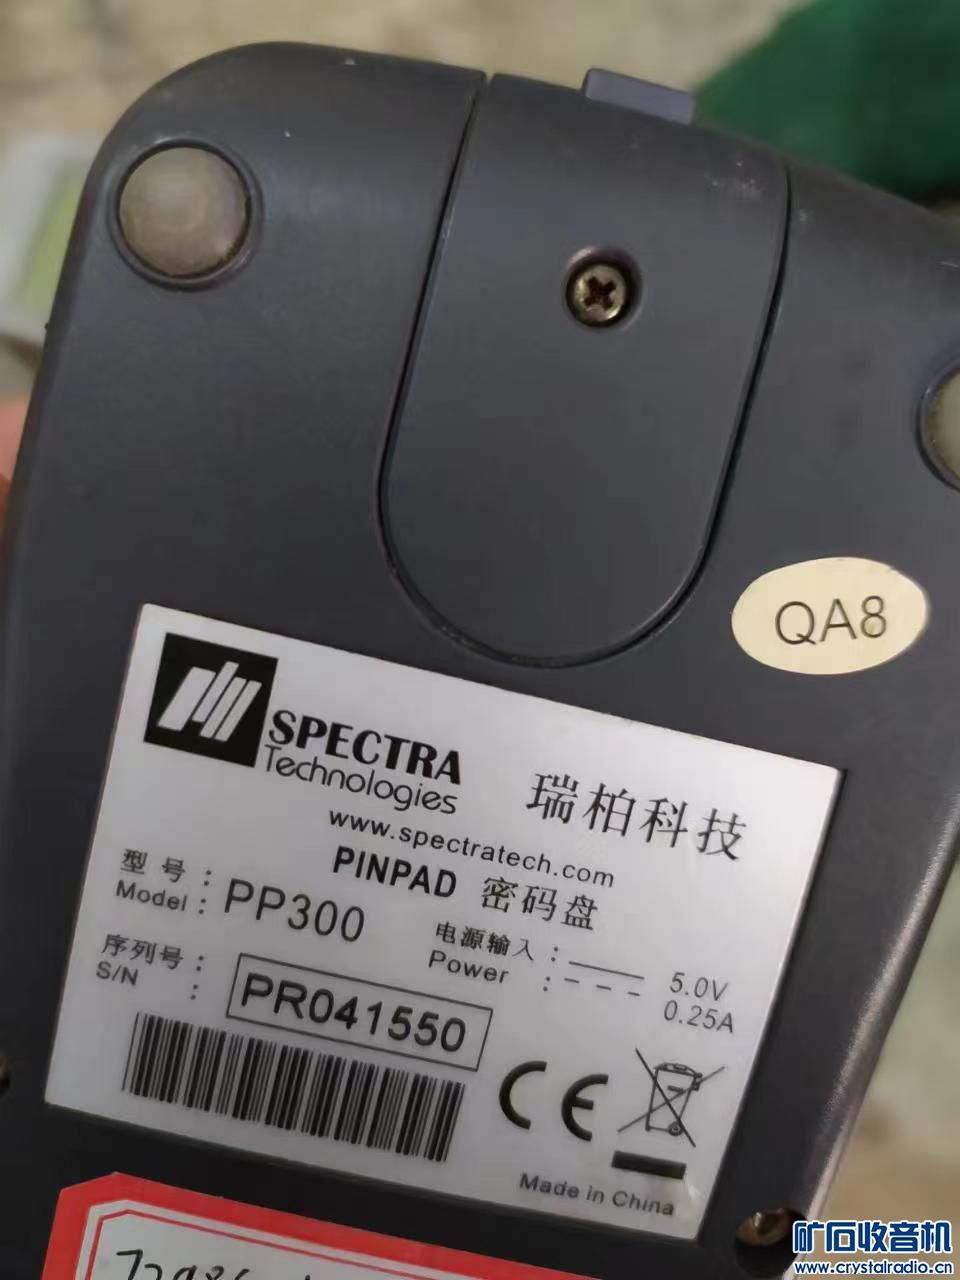 QA8
SPECTRA
Technologies
瑞柏科技
www.spectratech.com
PINPAD 密码盘
型号：
Model : PP300
电源输入：
Power : 5.0V
0.25A
序列号：
S/N : PR041550
CE
Made in China
矿石收音机
www.crystalradio.cn